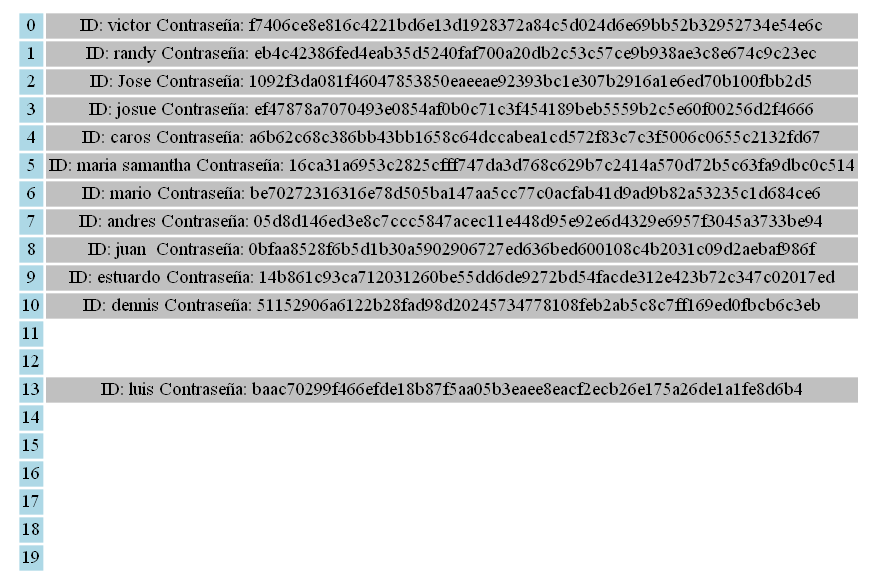 0 ID: victor Contraseña: f7406ce8e816c4221bd6e13d1928372a84c5d024d6e69bb52b32952734e54e6c
1 ID: randy Contraseña: eb4c42386fed4eab35d5240faf700a20db2c53c57ce9b938ae3c8e674c9c23ec
2 ID: Jose Contraseña: 1092f3da081f46047853850eaeeae92393bc1e307b2916a1e6ed70b100fbb2d5
3 ID: josue Contraseña: ef47878a7070493e0854af0b0c71c3f454189beb5559b2c5e60f00256d2f4666
4 ID: caros Contraseña: a6b62c68c386bb43bb1658c64dccabea1cd572f83c7c3f5006c0655c2132fd67
5 ID: maria samantha Contraseña: 16ca31a6953c2825cfff747da3d768c629b7c2414a570d72b5c63fa9dbc0c514
6 ID: mario Contraseña: be70272316316e78d505ba147aa5cc77c0acfab41d9ad9b82a53235c1d684ce6
7 ID: andres Contraseña: 05d8d146ed3e8c7ccc5847acec11e448d95e92e6d4329e6957f3045a3733be94
8 ID: juan  Contraseña: 0bfaa8528f6b5d1b30a5902906727ed636bed600108c4b2031c09d2aebaf986f
9 ID: estuardo Contraseña: 14b861c93ca712031260be55dd6de9272bd54facde312e423b72c347c02017ed
10 ID: dennis Contraseña: 51152906a6122b28fad98d20245734778108feb2ab5c8c7ff169ed0fbcb6c3eb
11
12
13 ID: luis Contraseña: baac70299f466efde18b87f5aa05b3eaee8eacf2ecb26e175a26de1a1fe8d6b4
14
15
16
17
18
19